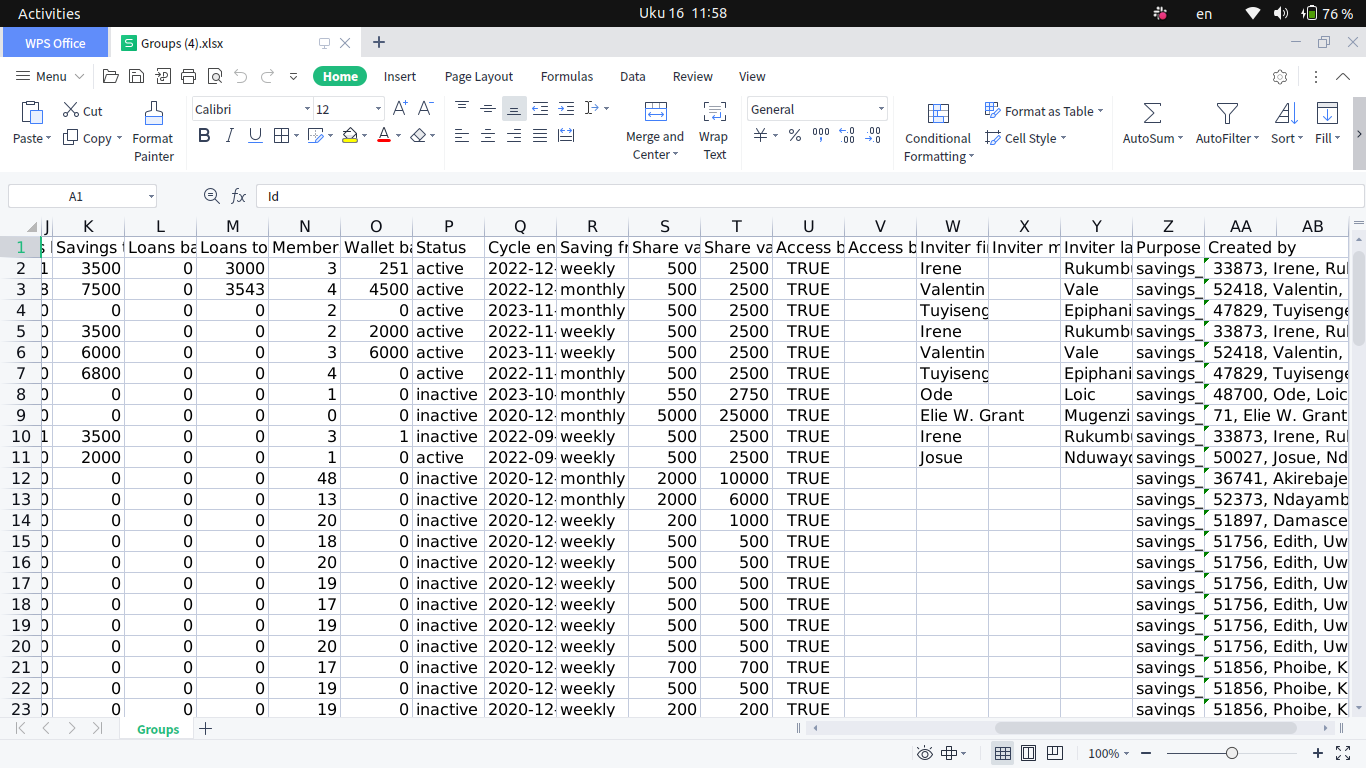 Activities Uku 16 11:58 en 76 %
WPS Office Groups (4).xlsx
Menu Home Insert Page Layout Formulas Data Review View
Paste Cut Copy Format Painter Calibri 12 Merge and Center Wrap Text General Conditional Formatting Format as Table Cell Style AutoSum AutoFilter Sort Fill
A1 fx Id
J K L M N O P Q R S T U V W X Y Z AA AB
1 Savings Loans ba Loans to Member Wallet ba Status Cycle en Saving fr Share va Share va Access b Access b Inviter fi Inviter m Inviter la Purpose Created by
2 1 3500 0 3000 3 251 active 2022-12- weekly 500 2500 TRUE Irene Rukumb savings_ 33873, Irene, Ru
3 8 7500 0 3543 4 4500 active 2022-12- monthly 500 2500 TRUE Valentin Vale savings_ 52418, Valentin,
4 0 0 0 0 2 0 active 2023-11- monthly 500 2500 TRUE Tuyiseng Epiphani savings_ 47829, Tuyisenge
5 0 3500 0 0 2 2000 active 2022-11- weekly 500 2500 TRUE Irene Rukumb savings_ 33873, Irene, Ru
6 0 6000 0 0 3 6000 active 2023-11- weekly 500 2500 TRUE Valentin Vale savings_ 52418, Valentin,
7 0 6800 0 0 4 0 active 2022-11- monthly 500 2500 TRUE Tuyiseng Epiphani savings_ 47829, Tuyisenge
8 0 0 0 0 1 0 inactive 2023-10- monthly 550 2750 TRUE Ode Loic savings_ 48700, Ode, Loic
9 0 0 0 0 0 0 inactive 2020-12- monthly 5000 25000 TRUE Elie W. Grant Mugenzi savings_ 71, Elie W. Grant
10 1 3500 0 0 3 1 inactive 2022-09- weekly 500 2500 TRUE Irene Rukumb savings_ 33873, Irene, Ru
11 0 2000 0 0 1 0 active 2022-09- weekly 500 2500 TRUE Josue Nduwayo savings_ 50027, Josue, Nd
12 0 0 0 0 48 0 inactive 2020-12- monthly 2000 10000 TRUE savings_ 36741, Akirebaje
13 0 0 0 0 13 0 inactive 2020-12- monthly 2000 6000 TRUE savings_ 52373, Ndayamb
14 0 0 0 0 20 0 inactive 2020-12- weekly 200 1000 TRUE savings_ 51897, Damasce
15 0 0 0 0 18 0 inactive 2020-12- weekly 500 500 TRUE savings_ 51756, Edith, Uw
16 0 0 0 0 20 0 inactive 2020-12- weekly 500 500 TRUE savings_ 51756, Edith, Uw
17 0 0 0 0 19 0 inactive 2020-12- weekly 500 500 TRUE savings_ 51756, Edith, Uw
18 0 0 0 0 17 0 inactive 2020-12- weekly 500 500 TRUE savings_ 51756, Edith, Uw
19 0 0 0 0 19 0 inactive 2020-12- weekly 500 500 TRUE savings_ 51756, Edith, Uw
20 0 0 0 0 20 0 inactive 2020-12- weekly 500 500 TRUE savings_ 51756, Edith, Uw
21 0 0 0 0 17 0 inactive 2020-12- weekly 700 700 TRUE savings_ 51856, Phoibe, K
22 0 0 0 0 19 0 inactive 2020-12- weekly 500 500 TRUE savings_ 51856, Phoibe, K
23 0 0 0 0 19 0 inactive 2020-12- weekly 200 200 TRUE savings_ 51856, Phoibe, K
Groups
100%